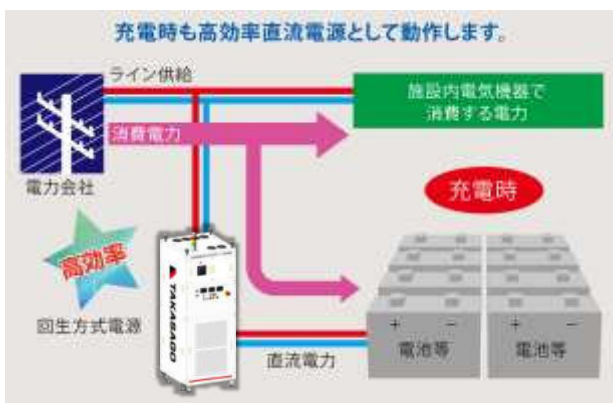 充電時も高効率直流電源として動作します。
ライン供給
施設内電気機器で
消費する電力
消費電力
電力会社
充電時
高効率
TAKASAGO
回生方式電源
+ - + -
電池等 電池等
直流電力